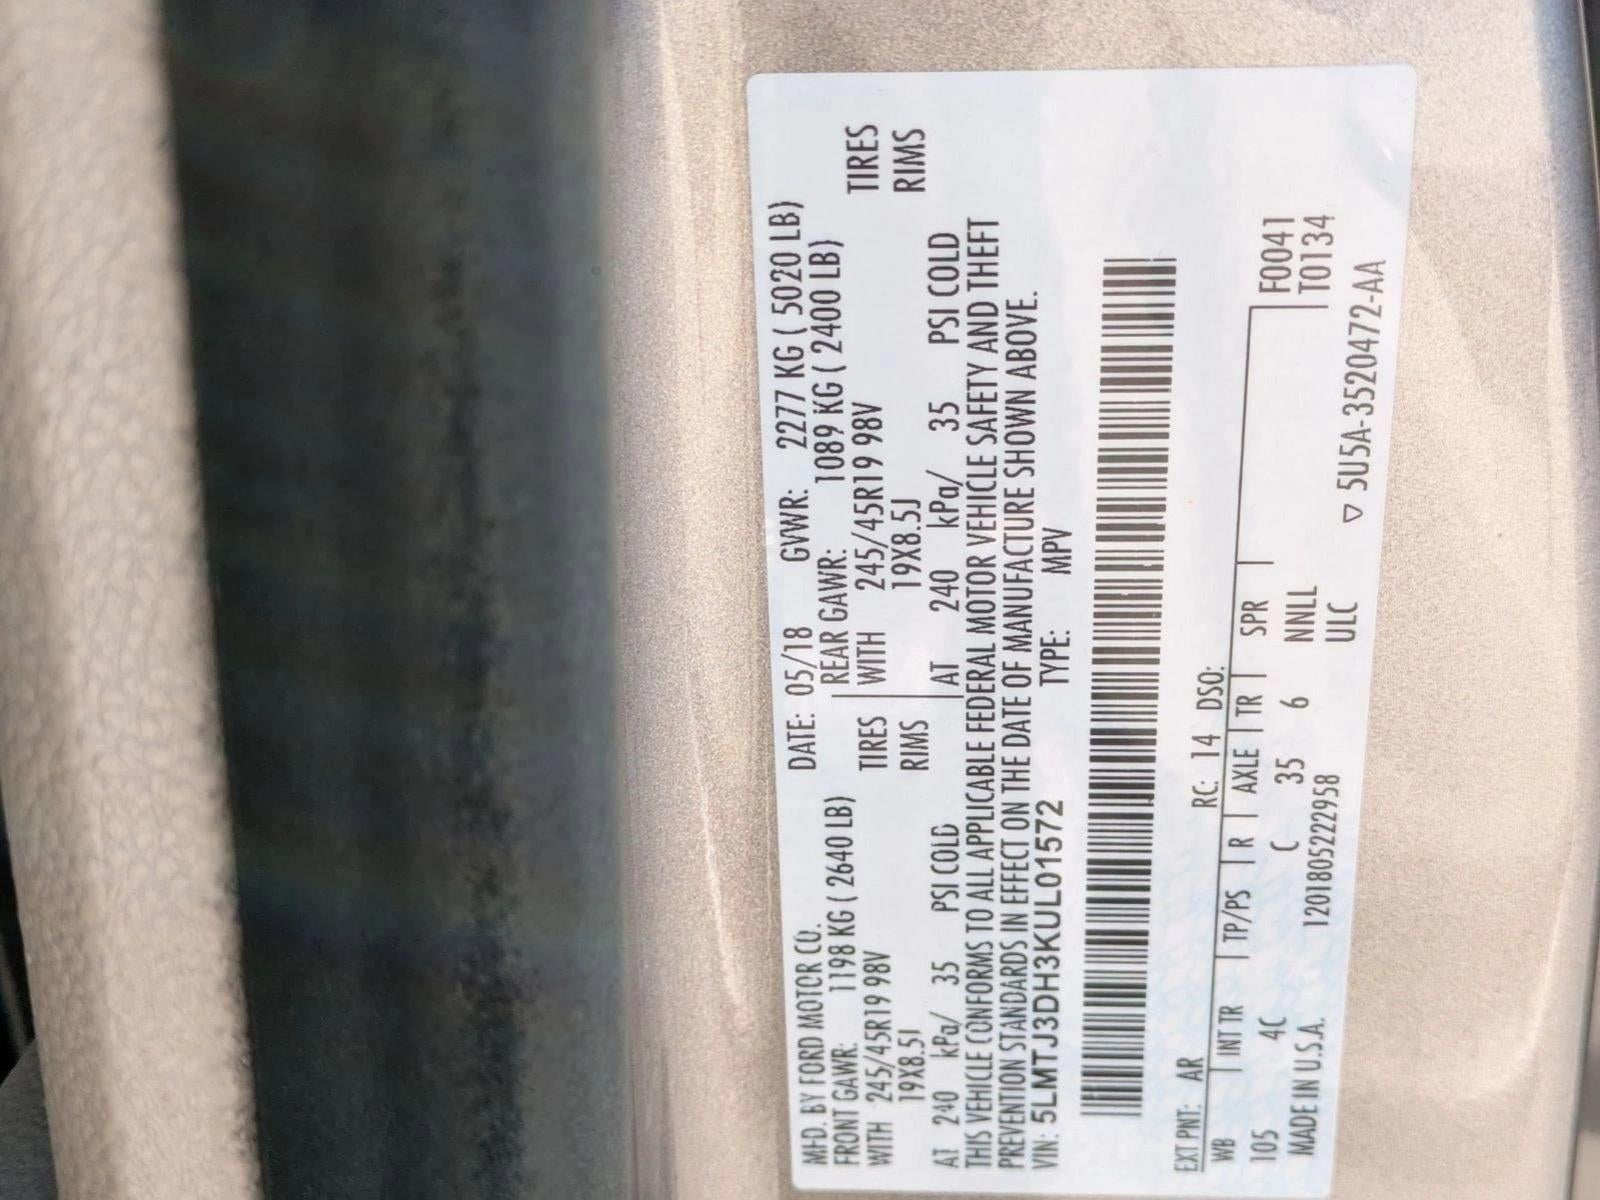 MFD. BY FORD MOTOR CO. DATE: 05/18 GVWR: 2277 KG ( 5020 LB)
FRONT GAWR: 1198 KG ( 2640 LB) REAR GAWR: 1089 KG ( 2400 LB)
WITH 245/45R19 98V TIRES WITH 245/45R19 98V TIRES
19X8.5J RIMS 19X8.5J RIMS
AT 240 kPa/ 35 PSI COLD AT 240 kPa/ 35 PSI COLD
THIS VEHICLE CONFORMS TO ALL APPLICABLE FEDERAL MOTOR VEHICLE SAFETY AND THEFT
PREVENTION STANDARDS IN EFFECT ON THE DATE OF MANUFACTURE SHOWN ABOVE.
VIN: 5LMTJ3DH3KUL01572 TYPE: MPV
EXT PNT: AR RC: 14 DSO:
WB INT TR TP/PS R AXLE TR SPR F0041
105 4C C 35 6 NNLL T0134
MADE IN U.S.A. 120180522958 ULC ▽ 5U5A-3520472-AA